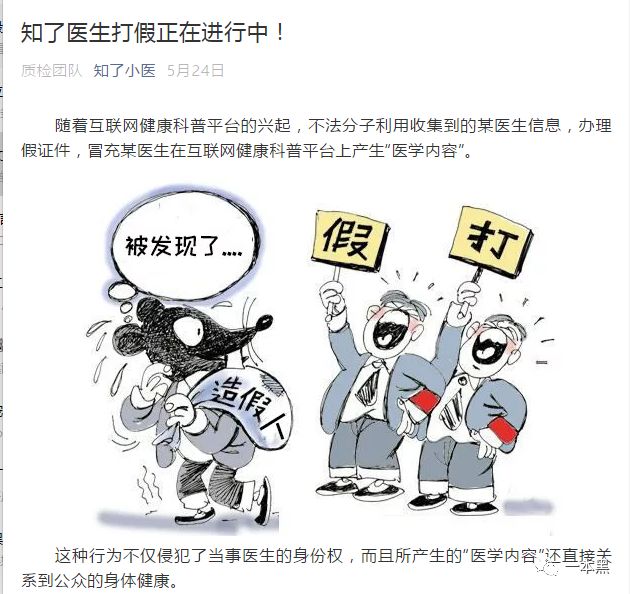 知了医生打假正在进行中！
质检团队 知了小医 5月24日
随着互联网健康科普平台的兴起，不法分子利用收集到的某医生信息，办理
假证件，冒充某医生在互联网健康科普平台上产生“医学内容”。
被发现了....
假
打
造假人
这种行为不仅侵犯了当事医生的身份权，而且所产生的“医学内容”还直接关
系到公众的身体健康。
一本黑